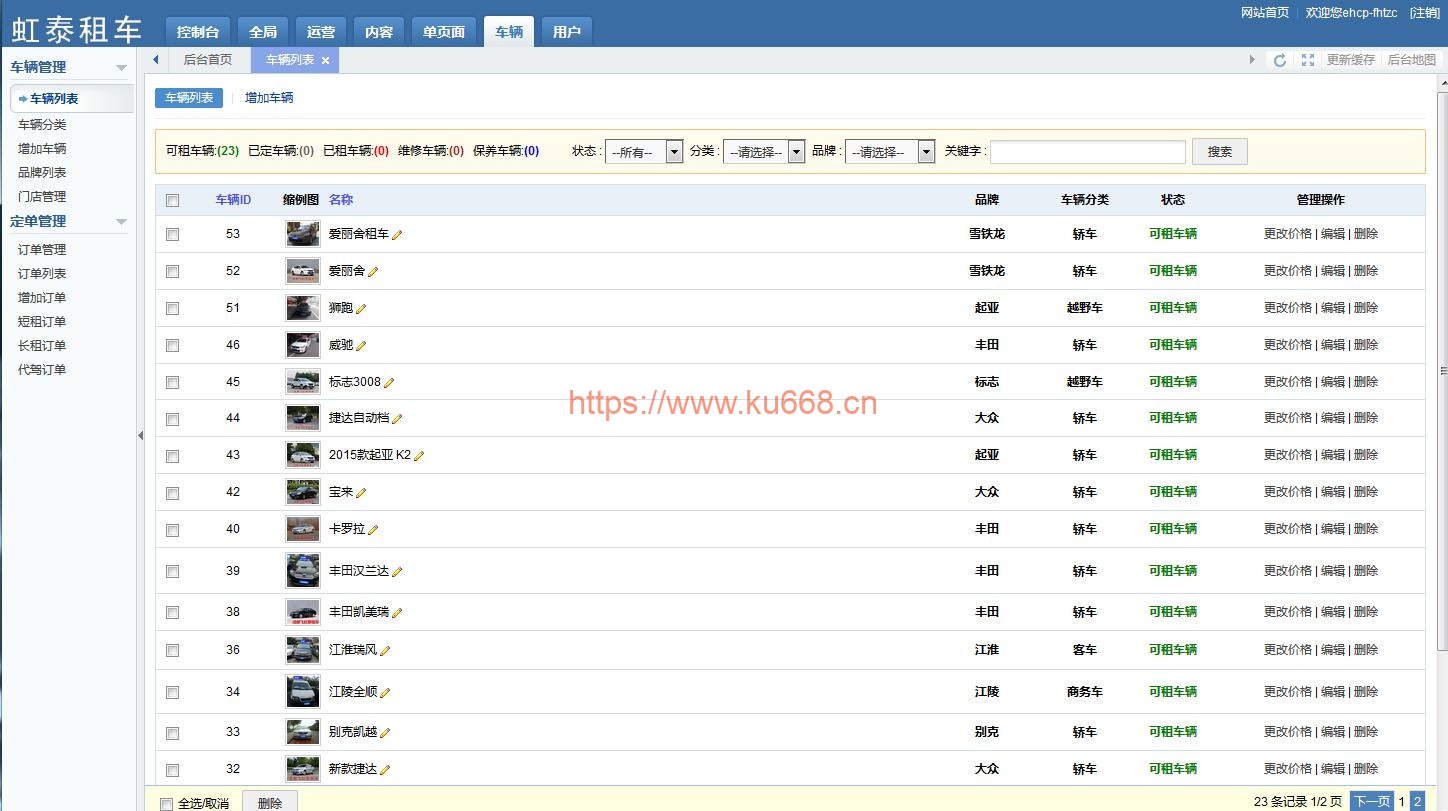 网站首页 | 欢迎您ehcp-fhtzc [注销]
虹泰租车 控制台 全局 运营 内容 单页面 车辆 用户
后台首页 车辆列表 × 更新缓存 后台地图
车辆管理
车辆列表
车辆分类
增加车辆
品牌列表
门店管理
定单管理
订单管理
订单列表
增加订单
短租订单
长租订单
代驾订单
车辆列表 | 增加车辆
可租车辆:(23) 已定车辆:(0) 已租车辆:(0) 维修车辆:(0) 保养车辆:(0) 状态 : --所有-- 分类 : --请选择-- 品牌 : --请选择-- 关键字 : 搜索
车辆ID 缩例图 名称 品牌 车辆分类 状态 管理操作
53 爱丽舍租车 雪铁龙 轿车 可租车辆 更改价格 | 编辑 | 删除
52 爱丽舍 雪铁龙 轿车 可租车辆 更改价格 | 编辑 | 删除
51 狮跑 起亚 越野车 可租车辆 更改价格 | 编辑 | 删除
46 威驰 丰田 轿车 可租车辆 更改价格 | 编辑 | 删除
45 标志3008 标志 越野车 可租车辆 更改价格 | 编辑 | 删除
https://www.ku668.cn
44 捷达自动档 大众 轿车 可租车辆 更改价格 | 编辑 | 删除
43 2015款起亚 K2 起亚 轿车 可租车辆 更改价格 | 编辑 | 删除
42 宝来 大众 轿车 可租车辆 更改价格 | 编辑 | 删除
40 卡罗拉 丰田 轿车 可租车辆 更改价格 | 编辑 | 删除
39 丰田汉兰达 丰田 轿车 可租车辆 更改价格 | 编辑 | 删除
38 丰田凯美瑞 丰田 轿车 可租车辆 更改价格 | 编辑 | 删除
36 江淮瑞风 江淮 客车 可租车辆 更改价格 | 编辑 | 删除
34 江陵全顺 江陵 商务车 可租车辆 更改价格 | 编辑 | 删除
33 别克凯越 别克 轿车 可租车辆 更改价格 | 编辑 | 删除
32 新款捷达 大众 轿车 可租车辆 更改价格 | 编辑 | 删除
全选/取消 删除 23 条记录 1/2 页 下一页 1 2